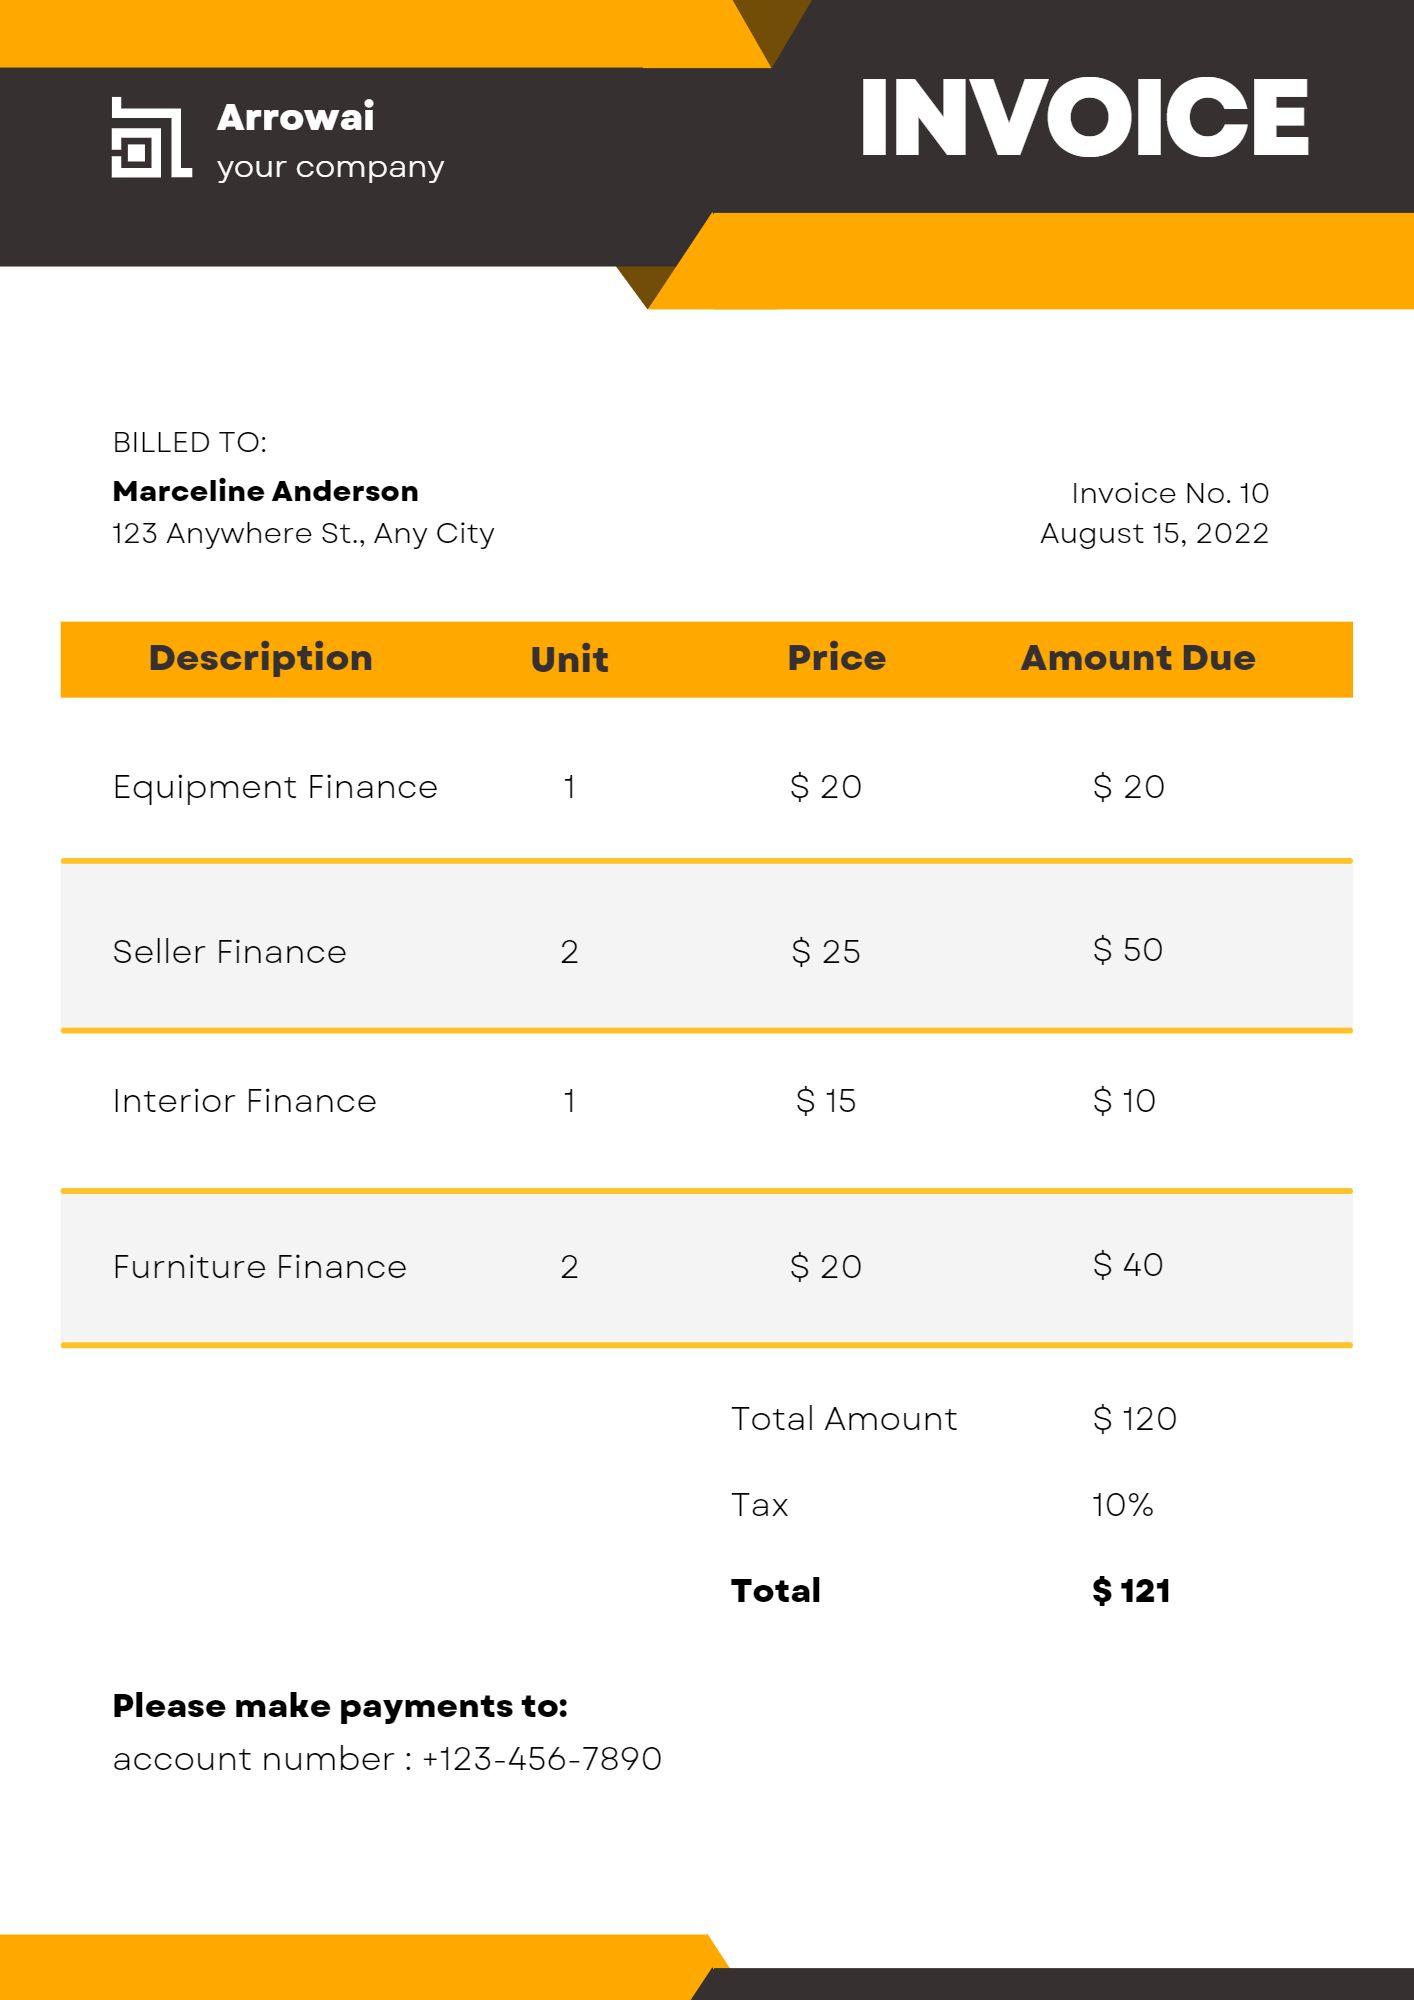 Arrowai
your company
INVOICE
BILLED TO:
Marceline Anderson
123 Anywhere St., Any City
Invoice No. 10
August 15, 2022
Description Unit Price Amount Due
Equipment Finance 1 $ 20 $ 20
Seller Finance 2 $ 25 $ 50
Interior Finance 1 $ 15 $ 10
Furniture Finance 2 $ 20 $ 40
Total Amount $ 120
Tax 10%
Total $ 121
Please make payments to:
account number : +123-456-7890